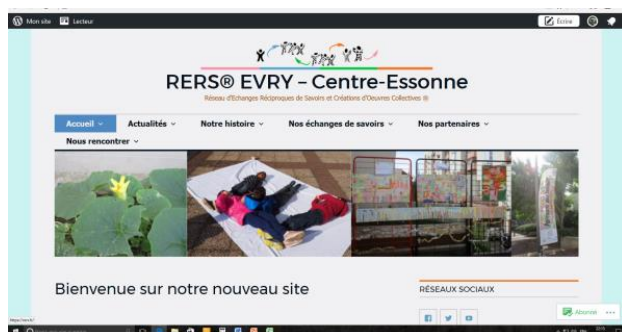 Mon site Lecteur Écrire
RERS® EVRY – Centre-Essonne
Réseau d'Echanges Réciproques de Savoirs et Créations d'Oeuvres Collectives ®
Accueil Actualités Notre histoire Nos échanges de savoirs Nos partenaires
Nous rencontrer
Bienvenue sur notre nouveau site
RÉSEAUX SOCIAUX
Abonné